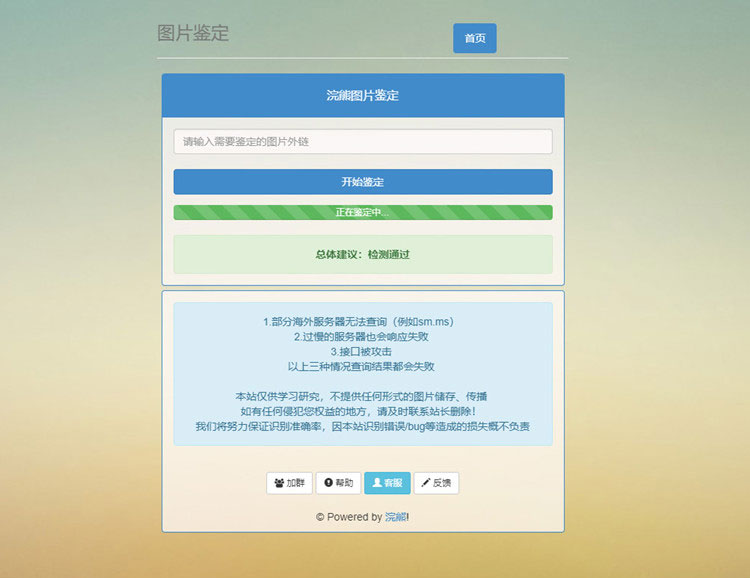 图片鉴定
首页
浣熊图片鉴定
请输入需要鉴定的图片外链
开始鉴定
正在鉴定中...
总体建议：检测通过
1.部分海外服务器无法查询（例如sm.ms）
2.过慢的服务器也会响应失败
3.接口被攻击
以上三种情况查询结果都会失败
本站仅供学习研究，不提供任何形式的图片储存、传播
如有任何侵犯您权益的地方，请及时联系站长删除！
我们将努力保证识别准确率，因本站识别错误/bug等造成的损失概不负责
加群 帮助 客服 反馈
© Powered by 浣熊!